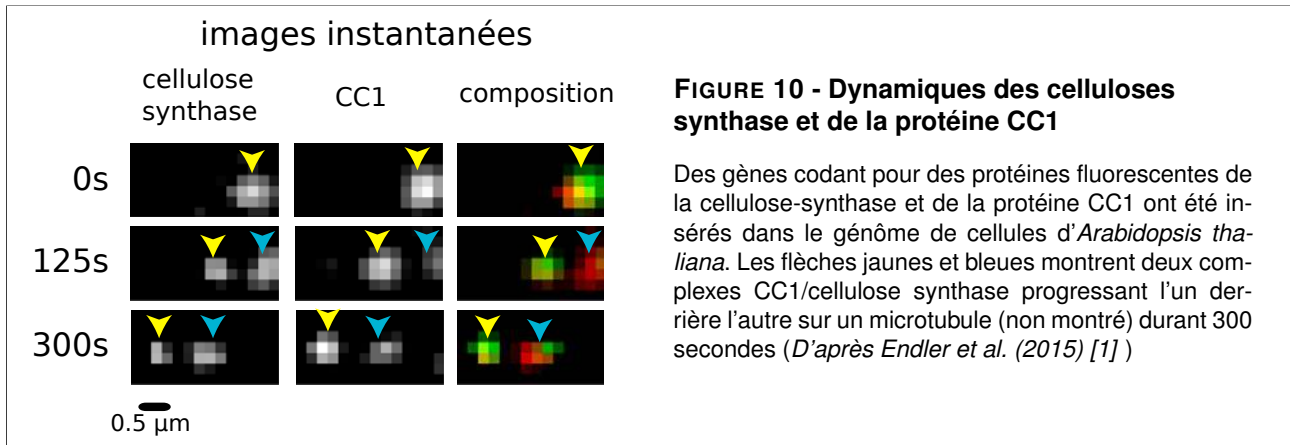 images instantanées
cellulose
synthase
CC1
composition
0s
125s
300s
0.5 µm
FIGURE 10 - Dynamiques des celluloses
synthase et de la protéine CC1
Des gènes codant pour des protéines fluorescentes de
la cellulose-synthase et de la protéine CC1 ont été in-
sérés dans le génôme de cellules d'Arabidopsis tha-
liana. Les flèches jaunes et bleues montrent deux com-
plexes CC1/cellulose synthase progressant l'un der-
rière l'autre sur un microtubule (non montré) durant 300
secondes (D'après Endler et al. (2015) [1] )